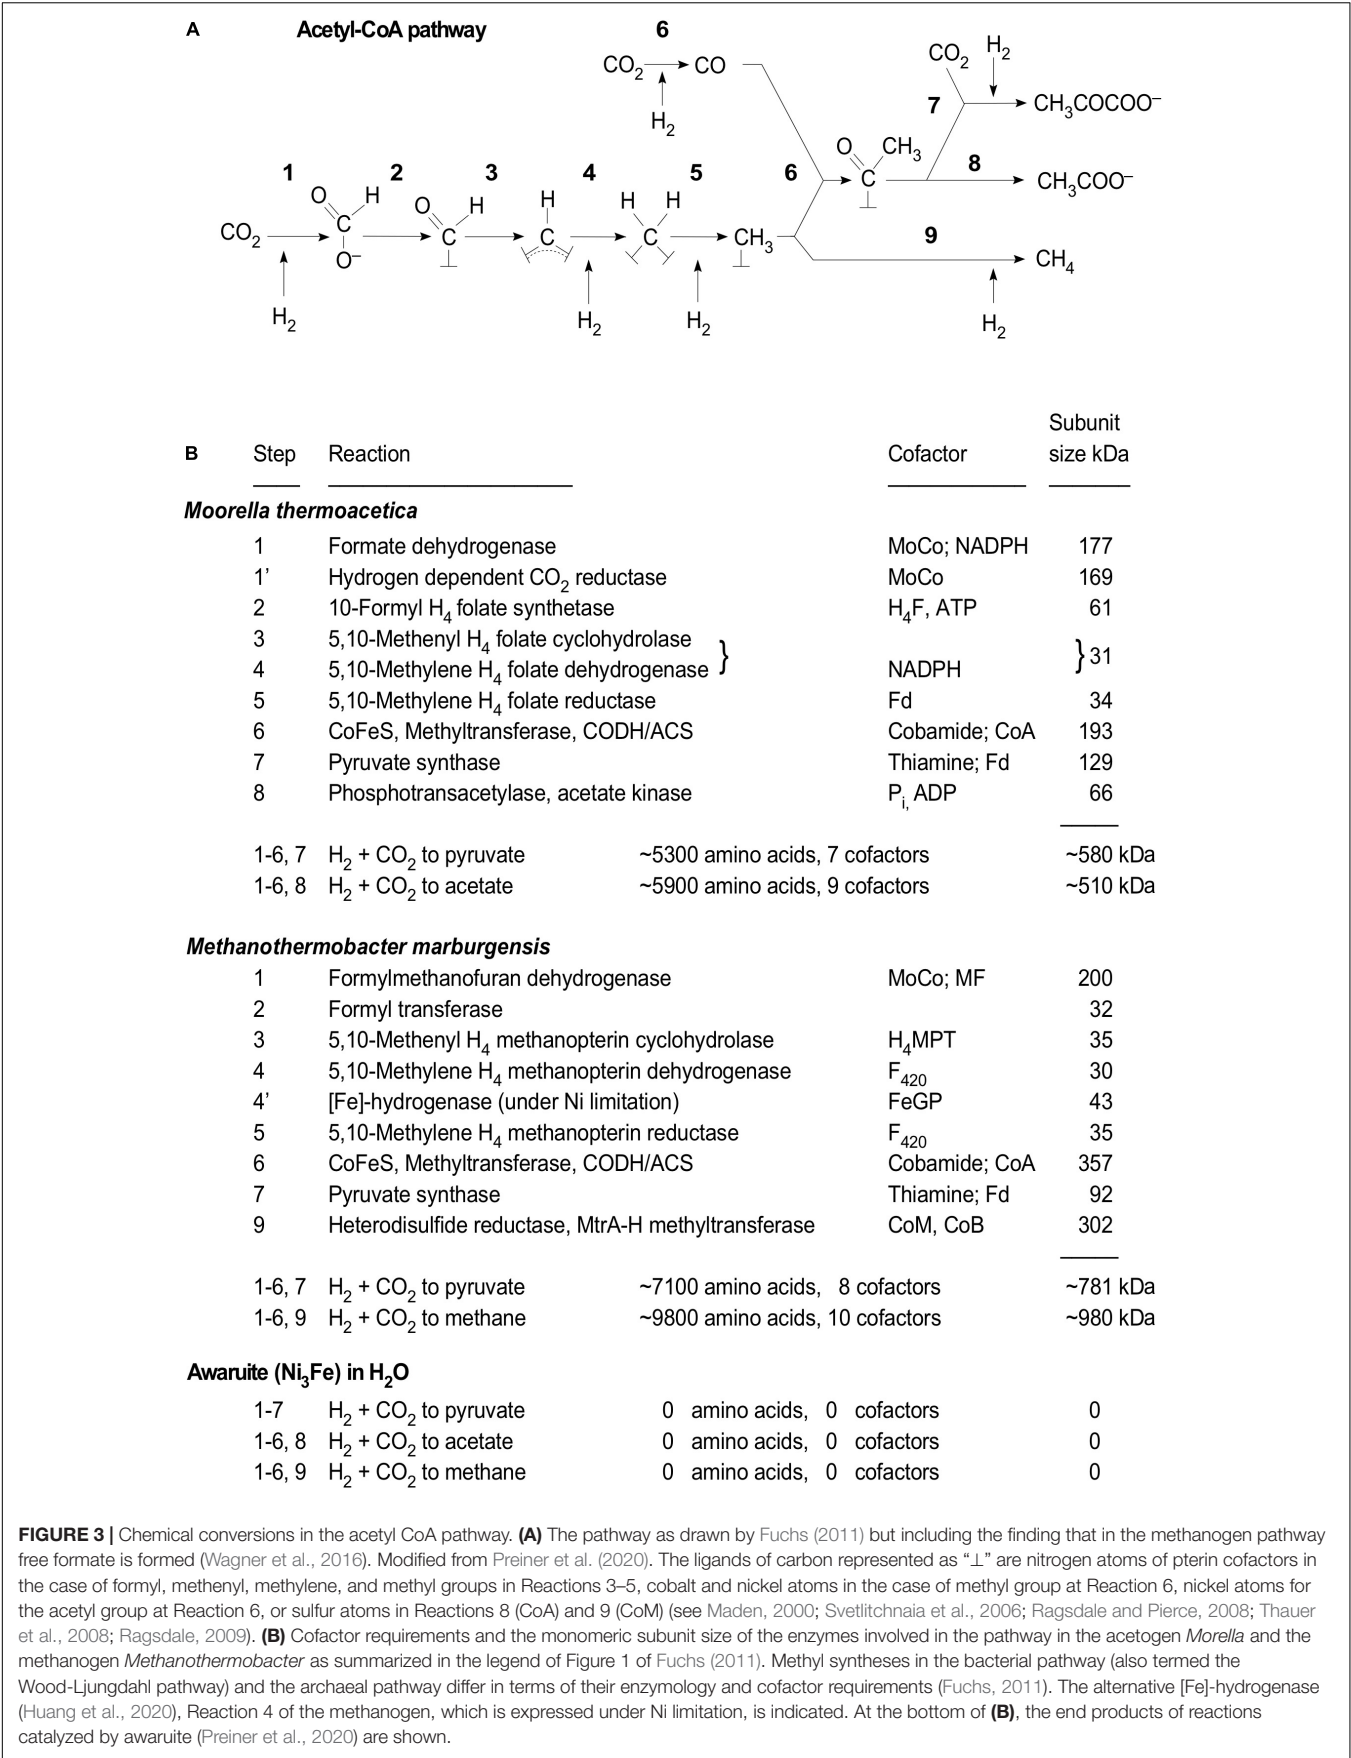 A Acetyl-CoA pathway 6
CO2 CO H2
CO2 H2
7 CH3COCOO–
H2
1 2 3 4 5 6 O CH3 8
C CH3COO–
O H O H H H H
CO2 C C C C CH3 9
O– CH4
H2 H2 H2 H2
Subunit
B Step Reaction Cofactor size kDa
Moorella thermoacetica
1 Formate dehydrogenase MoCo; NADPH 177
1’ Hydrogen dependent CO2 reductase MoCo 169
2 10-Formyl H4 folate synthetase H4F, ATP 61
3 5,10-Methenyl H4 folate cyclohydrolase
} } 31
4 5,10-Methylene H4 folate dehydrogenase NADPH
5 5,10-Methylene H4 folate reductase Fd 34
6 CoFeS, Methyltransferase, CODH/ACS Cobamide; CoA 193
7 Pyruvate synthase Thiamine; Fd 129
8 Phosphotransacetylase, acetate kinase Pi, ADP 66
1-6, 7 H2 + CO2 to pyruvate ~5300 amino acids, 7 cofactors ~580 kDa
1-6, 8 H2 + CO2 to acetate ~5900 amino acids, 9 cofactors ~510 kDa
Methanothermobacter marburgensis
1 Formylmethanofuran dehydrogenase MoCo; MF 200
2 Formyl transferase 32
3 5,10-Methenyl H4 methanopterin cyclohydrolase H4MPT 35
4 5,10-Methylene H4 methanopterin dehydrogenase F420 30
4’ [Fe]-hydrogenase (under Ni limitation) FeGP 43
5 5,10-Methylene H4 methanopterin reductase F420 35
6 CoFeS, Methyltransferase, CODH/ACS Cobamide; CoA 357
7 Pyruvate synthase Thiamine; Fd 92
9 Heterodisulfide reductase, MtrA-H methyltransferase CoM, CoB 302
1-6, 7 H2 + CO2 to pyruvate ~7100 amino acids, 8 cofactors ~781 kDa
1-6, 9 H2 + CO2 to methane ~9800 amino acids, 10 cofactors ~980 kDa
Awaruite (Ni3Fe) in H2O
1-7 H2 + CO2 to pyruvate 0 amino acids, 0 cofactors 0
1-6, 8 H2 + CO2 to acetate 0 amino acids, 0 cofactors 0
1-6, 9 H2 + CO2 to methane 0 amino acids, 0 cofactors 0
FIGURE 3 | Chemical conversions in the acetyl CoA pathway. (A) The pathway as drawn by Fuchs (2011) but including the finding that in the methanogen pathway
free formate is formed (Wagner et al., 2016). Modified from Preiner et al. (2020). The ligands of carbon represented as “⊥” are nitrogen atoms of pterin cofactors in
the case of formyl, methenyl, methylene, and methyl groups in Reactions 3–5, cobalt and nickel atoms in the case of methyl group at Reaction 6, nickel atoms for
the acetyl group at Reaction 6, or sulfur atoms in Reactions 8 (CoA) and 9 (CoM) (see Maden, 2000; Svetlitchnaia et al., 2006; Ragsdale and Pierce, 2008; Thauer
et al., 2008; Ragsdale, 2009). (B) Cofactor requirements and the monomeric subunit size of the enzymes involved in the pathway in the acetogen Morella and the
methanogen Methanothermobacter as summarized in the legend of Figure 1 of Fuchs (2011). Methyl syntheses in the bacterial pathway (also termed the
Wood-Ljungdahl pathway) and the archaeal pathway differ in terms of their enzymology and cofactor requirements (Fuchs, 2011). The alternative [Fe]-hydrogenase
(Huang et al., 2020), Reaction 4 of the methanogen, which is expressed under Ni limitation, is indicated. At the bottom of (B), the end products of reactions
catalyzed by awaruite (Preiner et al., 2020) are shown.